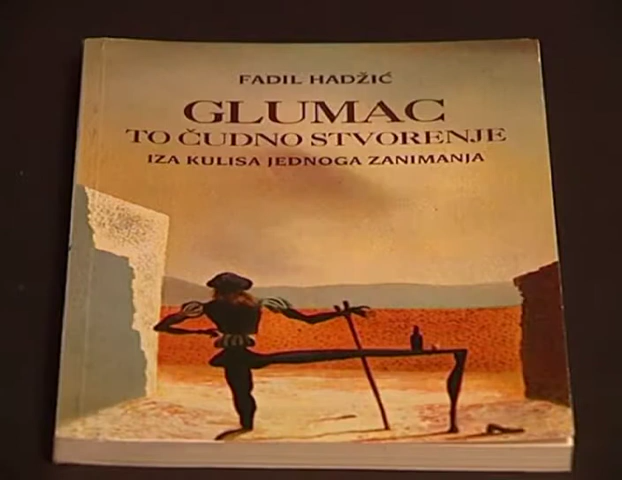 FADIL HADŽIĆ
GLUMAC
TO ČUDNO STVORENJE
IZA KULISA JEDNOGA ZANIMANJA